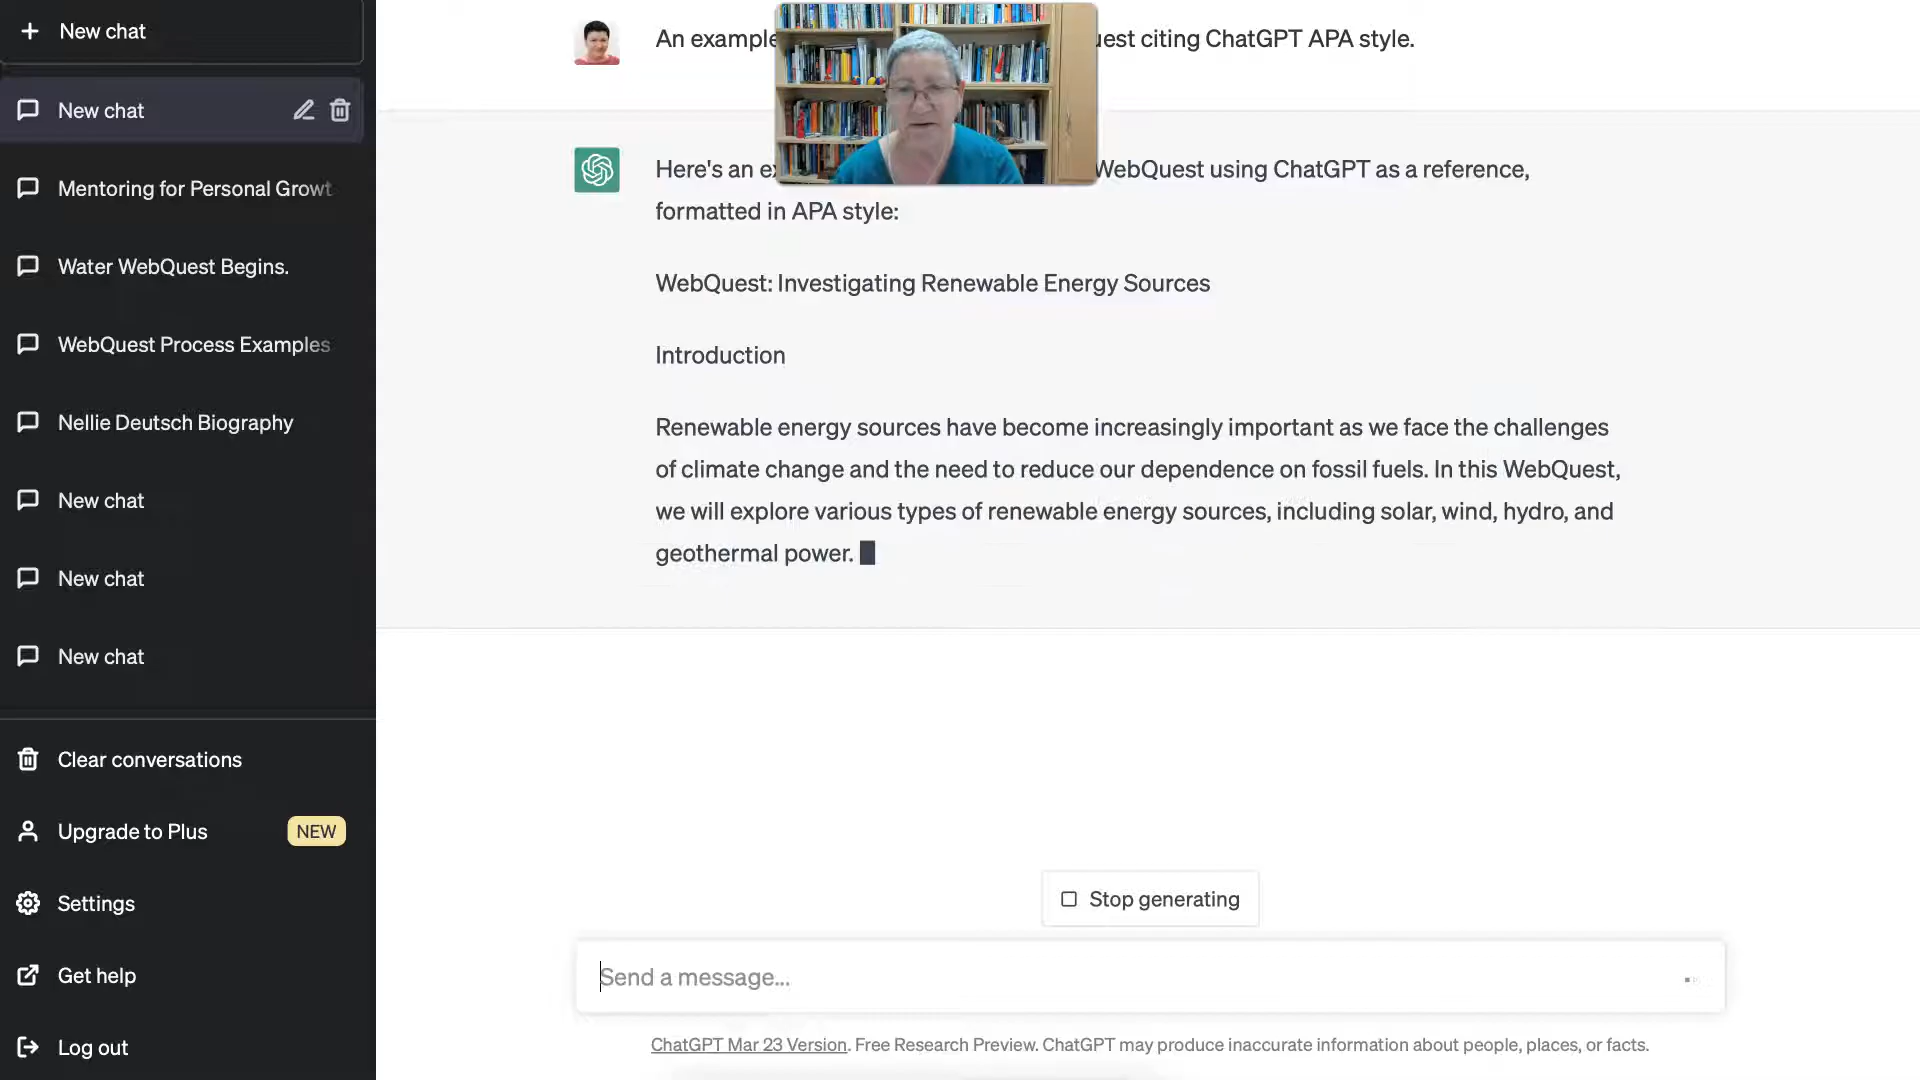 New chat
New chat
Mentoring for Personal Growt
Water WebQuest Begins.
WebQuest Process Examples
Nellie Deutsch Biography
New chat
New chat
New chat
Clear conversations
Upgrade to Plus NEW
Settings
Get help
Log out
An example citing ChatGPT APA style.
Here's an WebQuest using ChatGPT as a reference,
formatted in APA style:
WebQuest: Investigating Renewable Energy Sources
Introduction
Renewable energy sources have become increasingly important as we face the challenges
of climate change and the need to reduce our dependence on fossil fuels. In this WebQuest,
we will explore various types of renewable energy sources, including solar, wind, hydro, and
geothermal power.
Stop generating
Send a message...
ChatGPT Mar 23 Version. Free Research Preview. ChatGPT may produce inaccurate information about people, places, or facts.